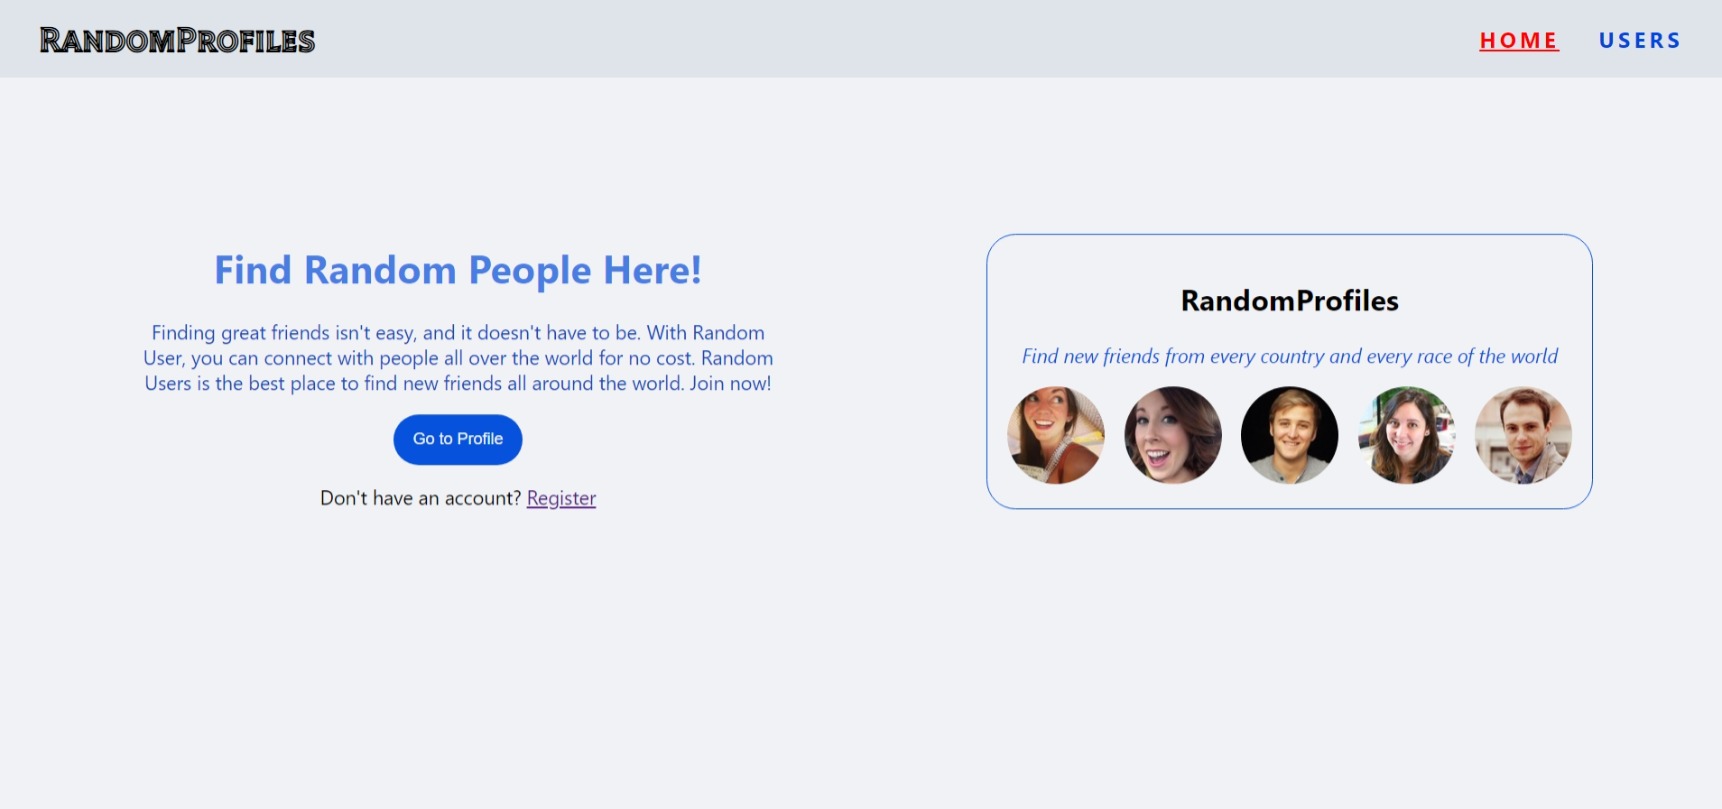 RandomProfiles
HOME
USERS
Find Random People Here!
Finding great friends isn't easy, and it doesn't have to be. With Random
User, you can connect with people all over the world for no cost. Random
Users is the best place to find new friends all around the world. Join now!
Go to Profile
Don't have an account? Register
RandomProfiles
Find new friends from every country and every race of the world